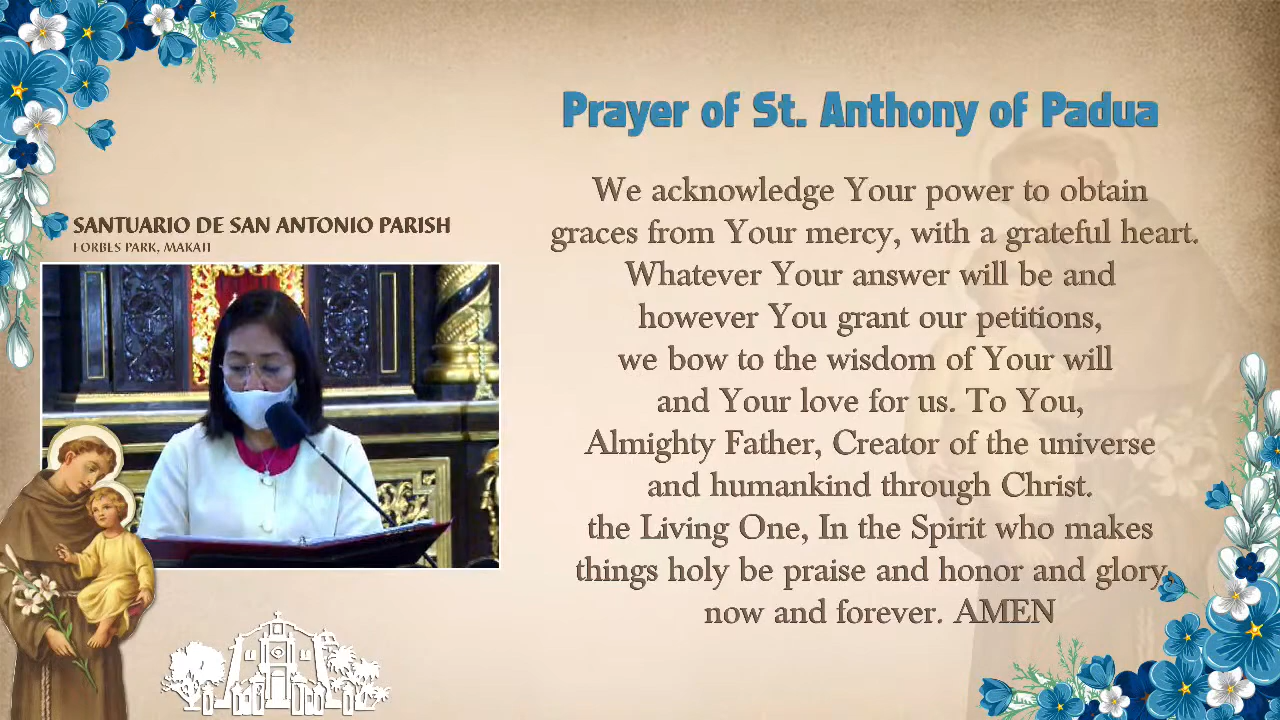 Prayer of St. Anthony of Padua
We acknowledge Your power to obtain
graces from Your mercy, with a grateful heart.
Whatever Your answer will be and
however You grant our petitions,
we bow to the wisdom of Your will
and Your love for us. To You,
Almighty Father, Creator of the universe
and humankind through Christ.
the Living One, In the Spirit who makes
things holy be praise and honor and glory,
now and forever. AMEN
SANTUARIO DE SAN ANTONIO PARISH
FORBES PARK, MAKATI